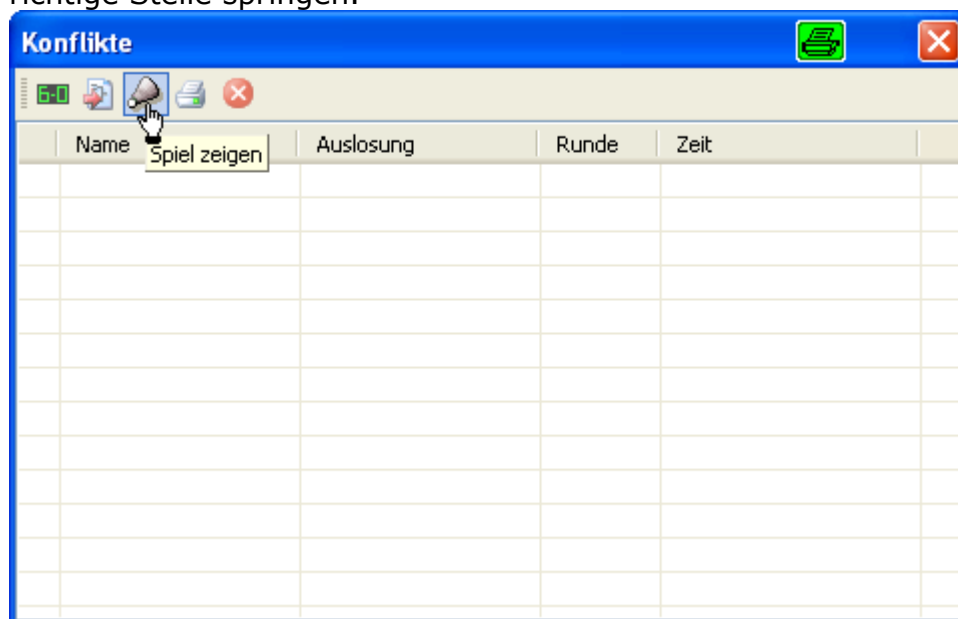 richtige Stelle springen.
Konflikte
6-0
Name Auslosung Runde Zeit
Spiel zeigen